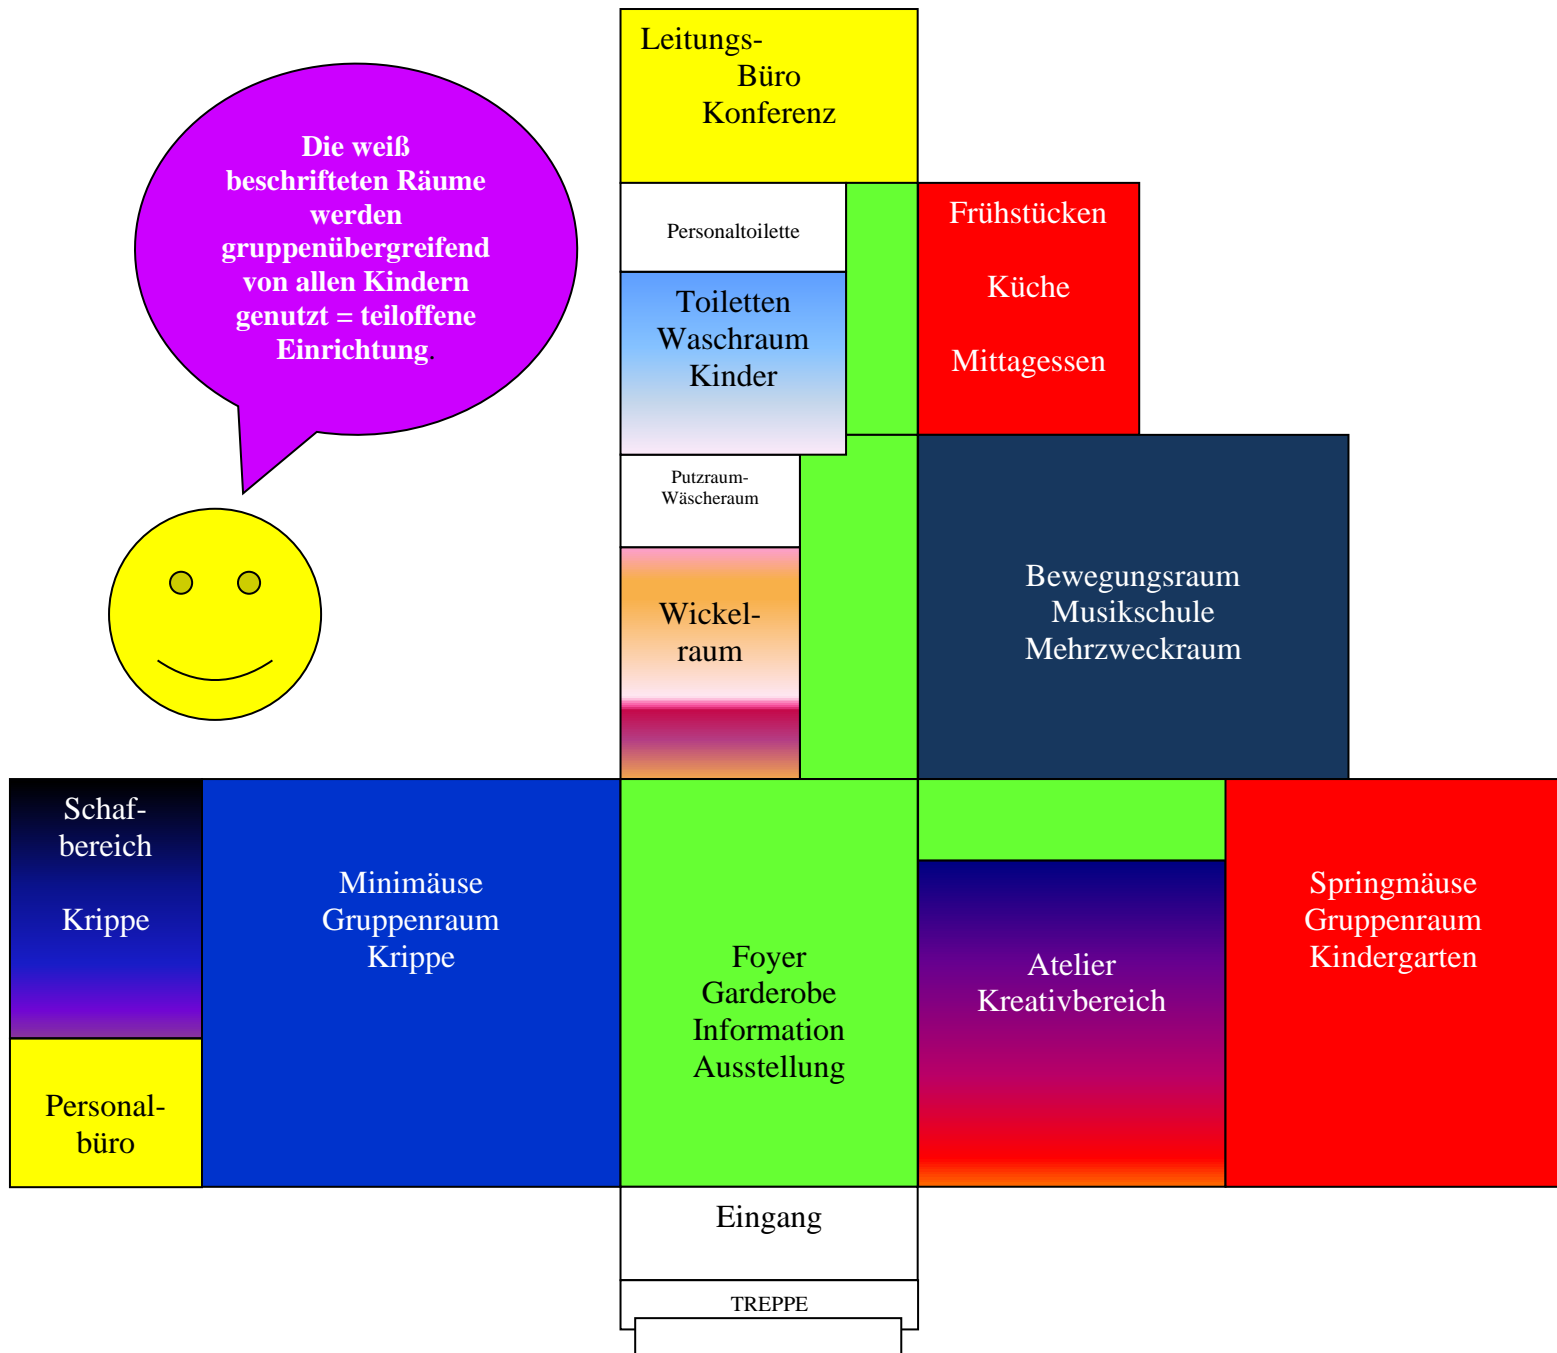 Leitungs-
Büro
Konferenz
Die weiß
beschrifteten Räume
werden
gruppenübergreifend
von allen Kindern
genutzt = teiloffene
Einrichtung.
Personaltoilette
Toiletten
Waschraum
Kinder
Frühstücken
Küche
Mittagessen
Putzraum-
Wäscheraum
Wickel-
raum
Bewegungsraum
Musikschule
Mehrzweckraum
Schaf-
bereich
Krippe
Minimäuse
Gruppenraum
Krippe
Foyer
Garderobe
Information
Ausstellung
Atelier
Kreativbereich
Springmäuse
Gruppenraum
Kindergarten
Personal-
büro
Eingang
TREPPE